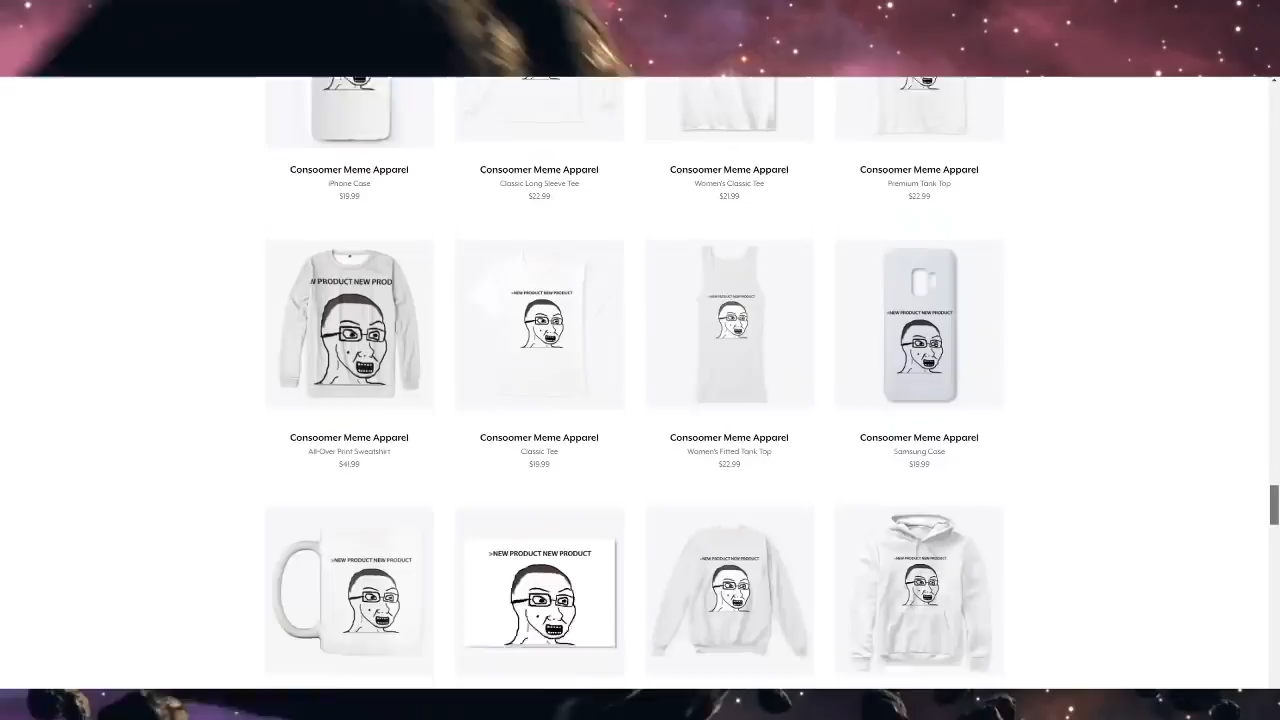 Consoomer Meme Apparel
iPhone Case
$19.99
Consoomer Meme Apparel
Classic Long Sleeve Tee
$22.99
Consoomer Meme Apparel
Women's Classic Tee
$21.99
Consoomer Meme Apparel
Premium Tank Top
$22.99
W PRODUCT NEW PROD
>NEW PRODUCT NEW PRODUCT
>NEW PRODUCT NEW PRODUCT
>NEW PRODUCT NEW PRODUCT
Consoomer Meme Apparel
All-Over Print Sweatshirt
$41.99
Consoomer Meme Apparel
Classic Tee
$19.99
Consoomer Meme Apparel
Women's Fitted Tank Top
$22.99
Consoomer Meme Apparel
Samsung Case
$19.99
>NEW PRODUCT NEW PRODUCT
>NEW PRODUCT NEW PRODUCT
>NEW PRODUCT NEW PRODUCT
>NEW PRODUCT NEW PRODUCT